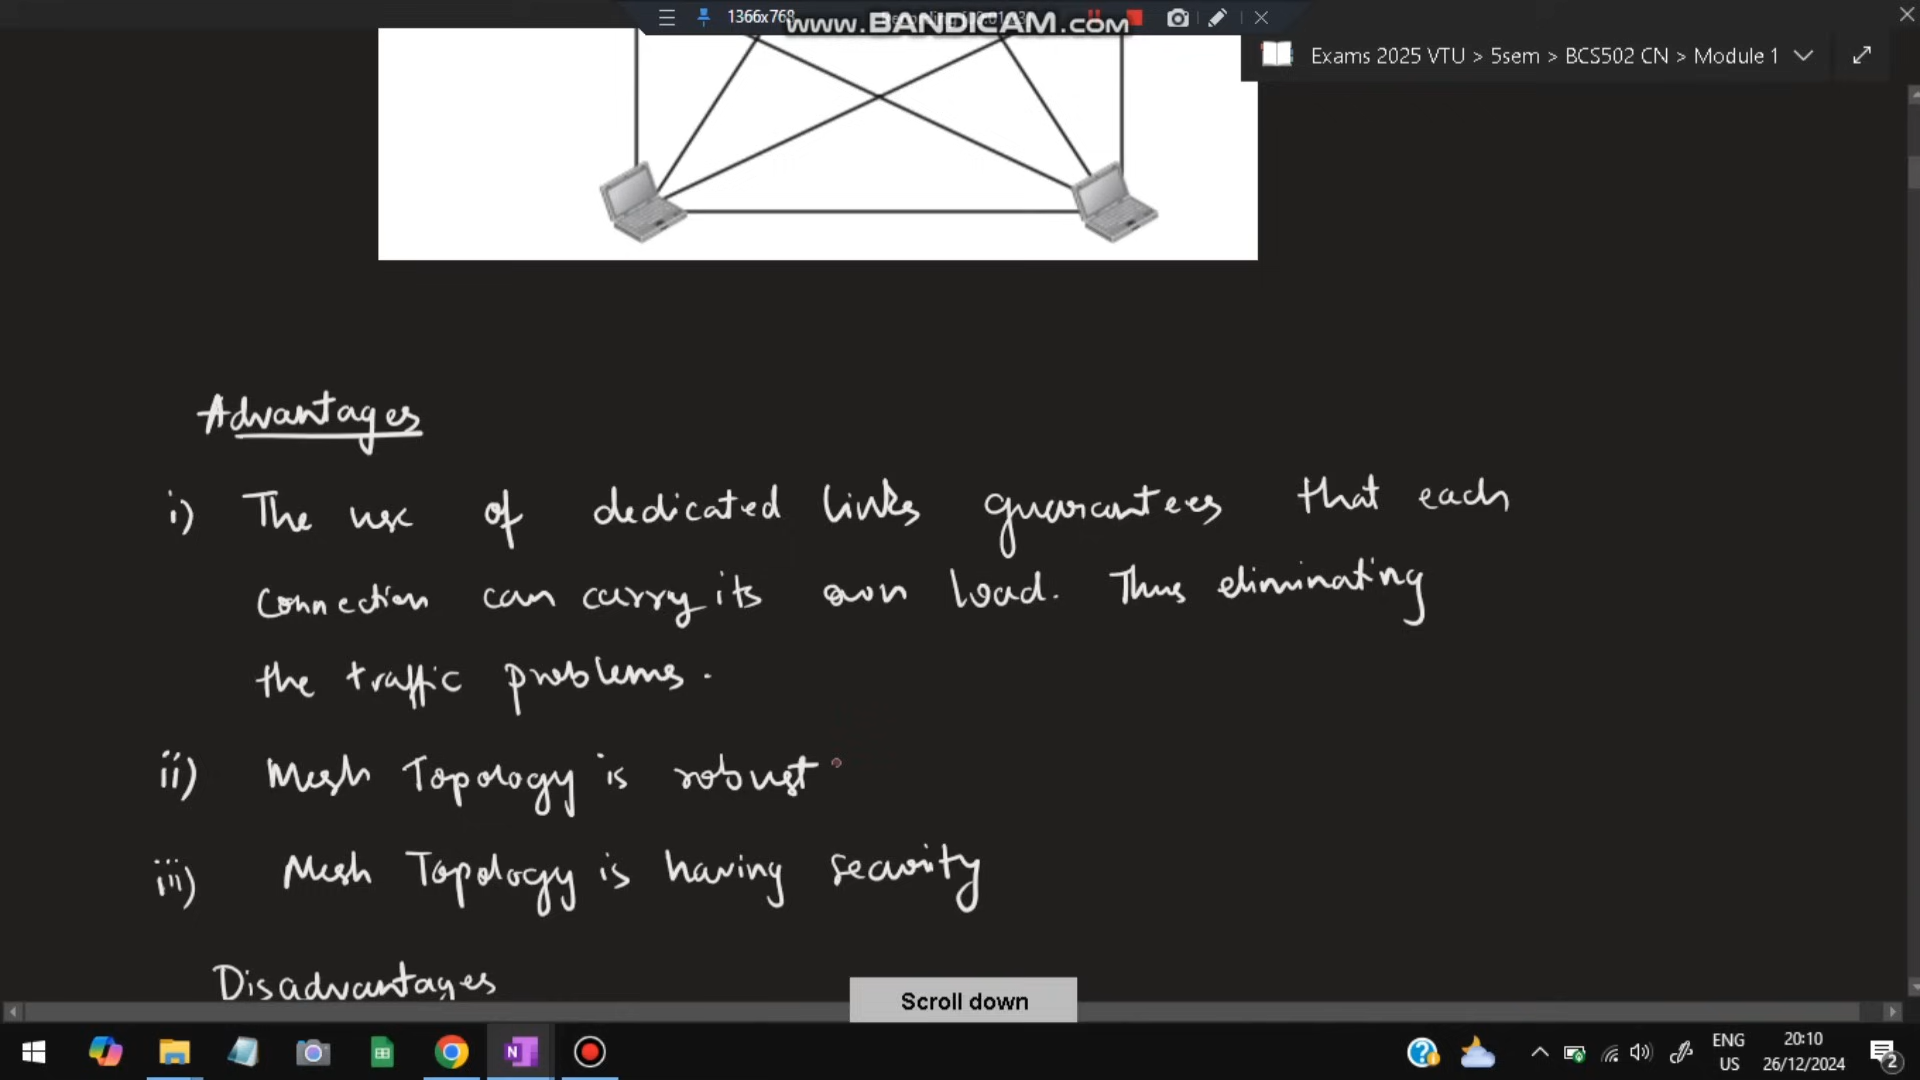 1366x768
www.BANDICAM.com
Exams 2025 VTU > 5sem > BCS502 CN > Module 1
Advantages
i) The use of dedicated links guarantees that each
connection can carry its own load. Thus eliminating
the traffic problems.
ii) Mesh Topology is robust
iii) Mesh Topology is having security
Disadvantages
Scroll down
N
ENG
US
20:10
26/12/2024
2